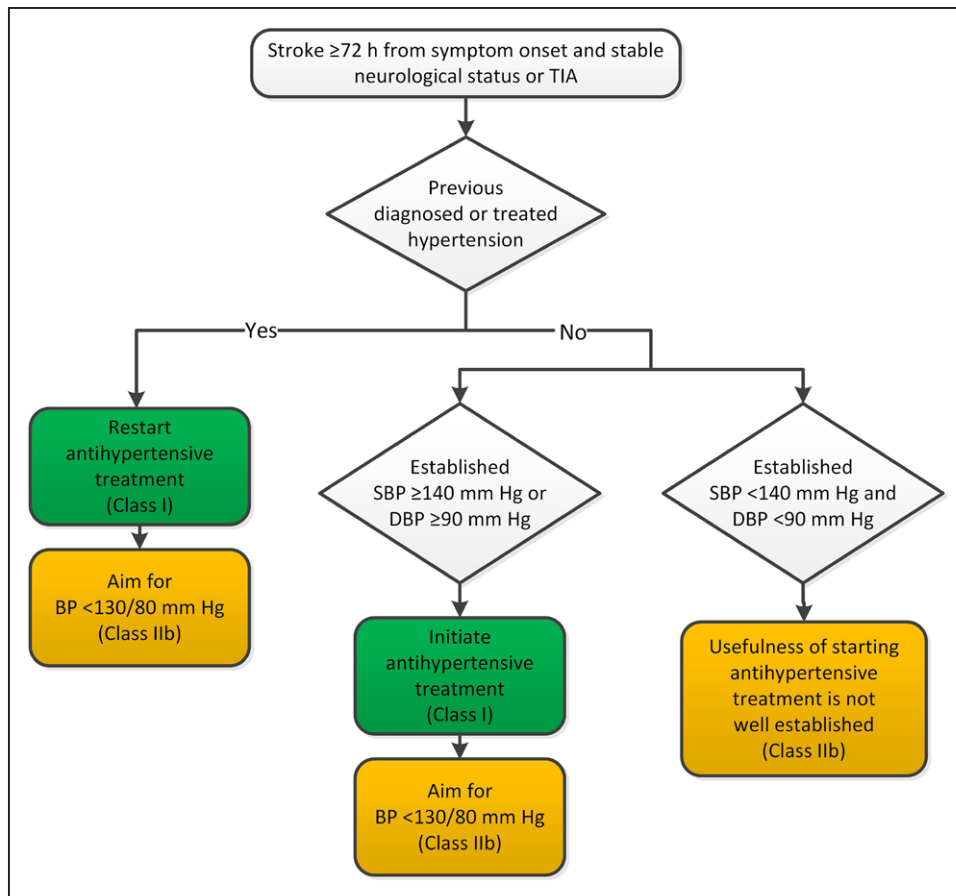 Stroke ≥72 h from symptom onset and stable
neurological status or TIA
Previous
diagnosed or treated
hypertension
Yes
No
Restart
antihypertensive
treatment
(Class I)
Aim for
BP <130/80 mm Hg
(Class IIb)
Established
SBP ≥140 mm Hg or
DBP ≥90 mm Hg
Initiate
antihypertensive
treatment
(Class I)
Aim for
BP <130/80 mm Hg
(Class IIb)
Established
SBP <140 mm Hg and
DBP <90 mm Hg
Usefulness of starting
antihypertensive
treatment is not
well established
(Class IIb)